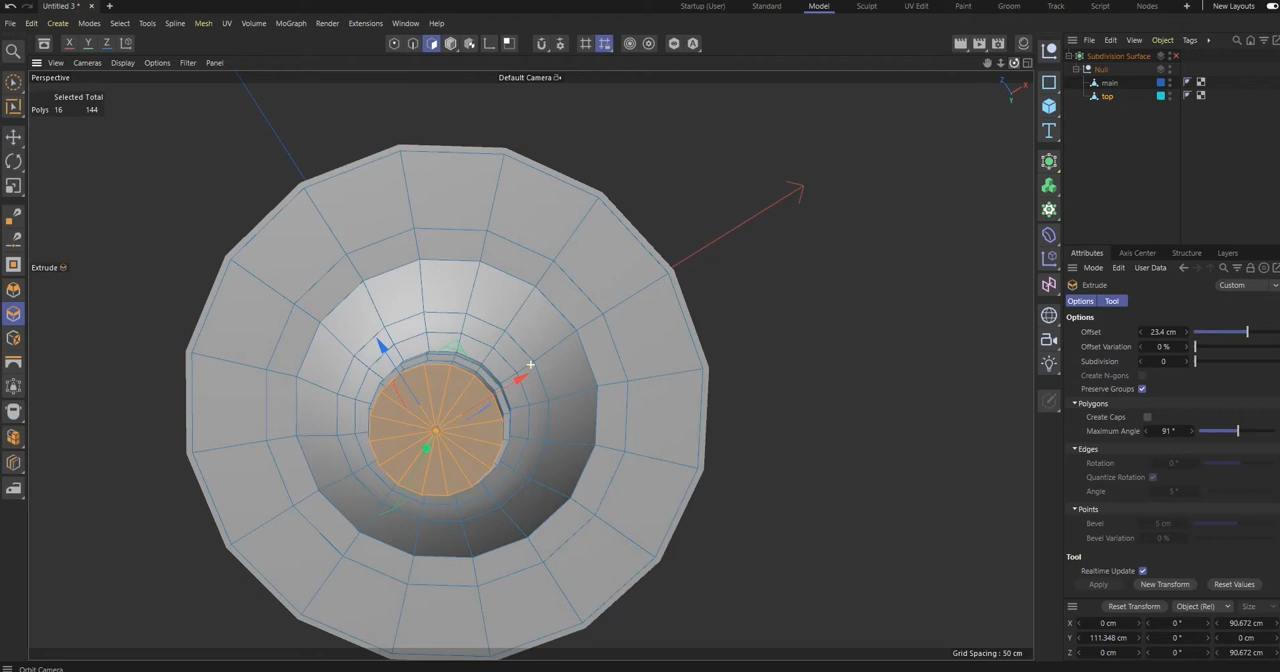 Untitled 3 *
Startup (User)
Standard
Model
Sculpt
UV Edit
Paint
Groom
Track
Script
Nodes
New Layouts
File
Edit
Create
Modes
Select
Tools
Spline
Mesh
UV
Volume
MoGraph
Render
Extensions
Window
Help
X
Y
Z
File
Edit
View
Object
Tags
View
Cameras
Display
Options
Filter
Panel
Perspective
Default Camera
Selected Total
Polys 16 144
Extrude
Subdivision Surface
Null
main
top
Z
X
Y
Attributes
Axis Center
Structure
Layers
Mode
Edit
User Data
Extrude
Custom
Options
Tool
Options
Offset 23.4 cm
Offset Variation 0 %
Subdivision 0
Create N-gons
Preserve Groups
Polygons
Create Caps
Maximum Angle 91 °
Edges
Rotation 0 °
Quantize Rotation
Angle 5 °
Points
Bevel 5 cm
Bevel Variation 0 %
Tool
Realtime Update
Apply
New Transform
Reset Values
Reset Transform
Object (Rel)
Size
X 0 cm 0 ° 90.672 cm
Y 111.348 cm 0 ° 0 cm
Z 0 cm 0 ° 90.672 cm
Grid Spacing : 50 cm
Orbit Camera